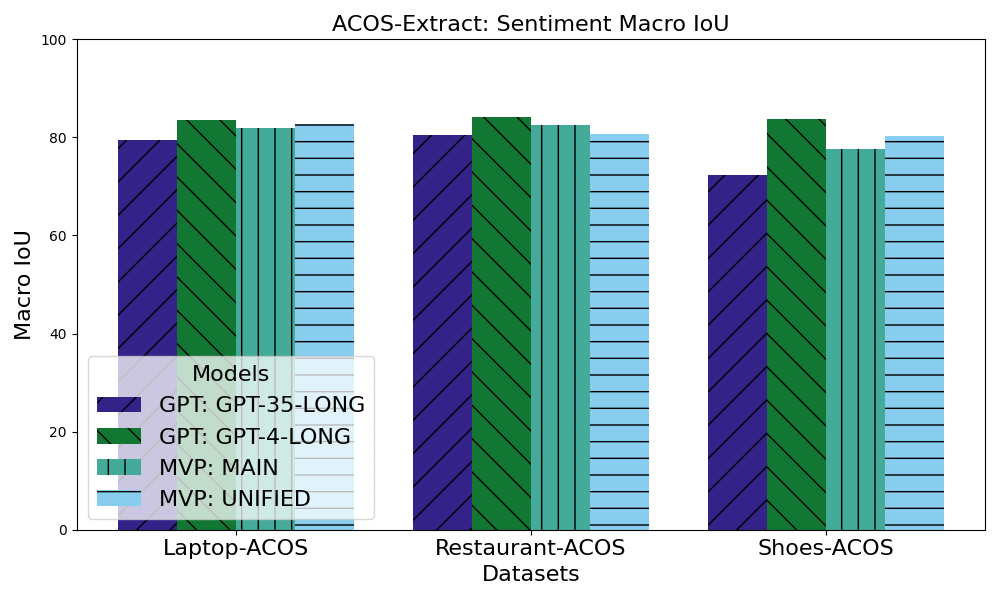 ACOS-Extract: Sentiment Macro IoU
100
80
60
40
20
0
Macro IoU
Models
GPT: GPT-35-LONG
GPT: GPT-4-LONG
MVP: MAIN
MVP: UNIFIED
Laptop-ACOS Restaurant-ACOS Shoes-ACOS
Datasets